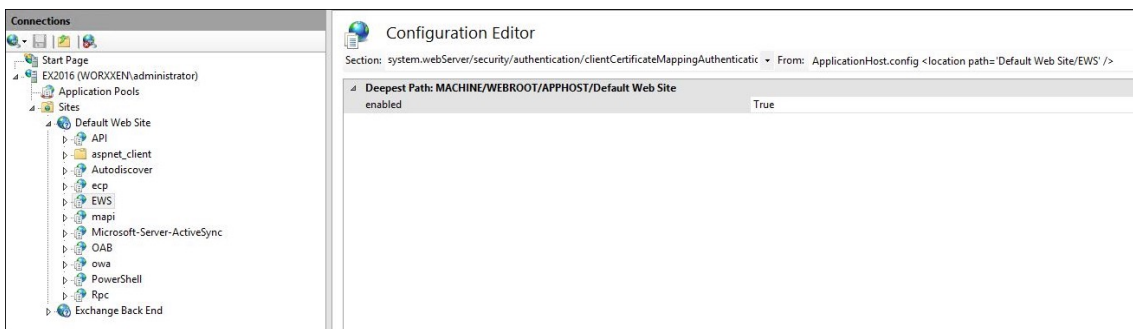 Connections
Start Page
EX2016 (WORXXEN\administrator)
Application Pools
Sites
Default Web Site
API
aspnet_client
Autodiscover
ecp
EWS
mapi
Microsoft-Server-ActiveSync
OAB
owa
PowerShell
Rpc
Exchange Back End
Configuration Editor
Section: system.webServer/security/authentication/clientCertificateMappingAuthenticatic From: ApplicationHost.config <location path='Default Web Site/EWS' />
Deepest Path: MACHINE/WEBROOT/APPHOST/Default Web Site
enabled True